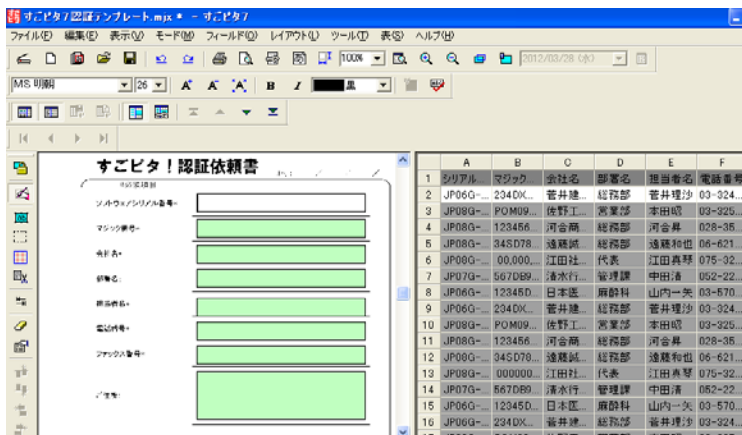 すごピタ7認証テンプレート.mjx * - すごピタ7
ファイル(F) 編集(E) 表示(V) モード(M) フィールド(Q) レイアウト(L) ツール(T) 表(S) ヘルプ(H)
100% 2012/03/28 (水)
MS 明朝 26 A A A B I 黒
すごピタ！認証依頼書
ソフトウェアシリアル番号
マジック番号
会社名
部署名
担当者名
電話番号
ファックス番号
ご住所
A B C D E F
1 シリアル... マジック... 会社名 部署名 担当者名 電話番号
2 JP06G-... 234DX... 菅井建... 総務部 菅井理沙 03-324...
3 JP08G-... POM09... 佐野工... 営業部 本田昭 03-325...
4 JP08G-... 123456... 河合商... 総務部 河合昇 028-35...
5 JP08G-... 34SD78... 遠藤誠... 総務部 遠藤和也 06-621...
6 JP08G-... 00,000,... 江田社... 代表 江田真琴 075-32...
7 JP07G-... 567DB9... 清水行... 管理課 中田清 052-22...
8 JP06G-... 12345D... 日本医... 麻酔科 山内一矢 03-570...
9 JP06G-... 234DX... 菅井建... 総務部 菅井理沙 03-324...
10 JP08G-... POM09... 佐野工... 営業部 本田昭 03-325...
11 JP08G-... 123456... 河合商... 総務部 河合昇 028-35...
12 JP08G-... 34SD78... 遠藤誠... 総務部 遠藤和也 06-621...
13 JP08G-... 000000... 江田社... 代表 江田真琴 075-32...
14 JP07G-... 567DB9... 清水行... 管理課 中田清 052-22...
15 JP06G-... 12345D... 日本医... 麻酔科 山内一矢 03-570...
16 JP06G-... 234DX... 菅井建... 総務部 菅井理沙 03-324...